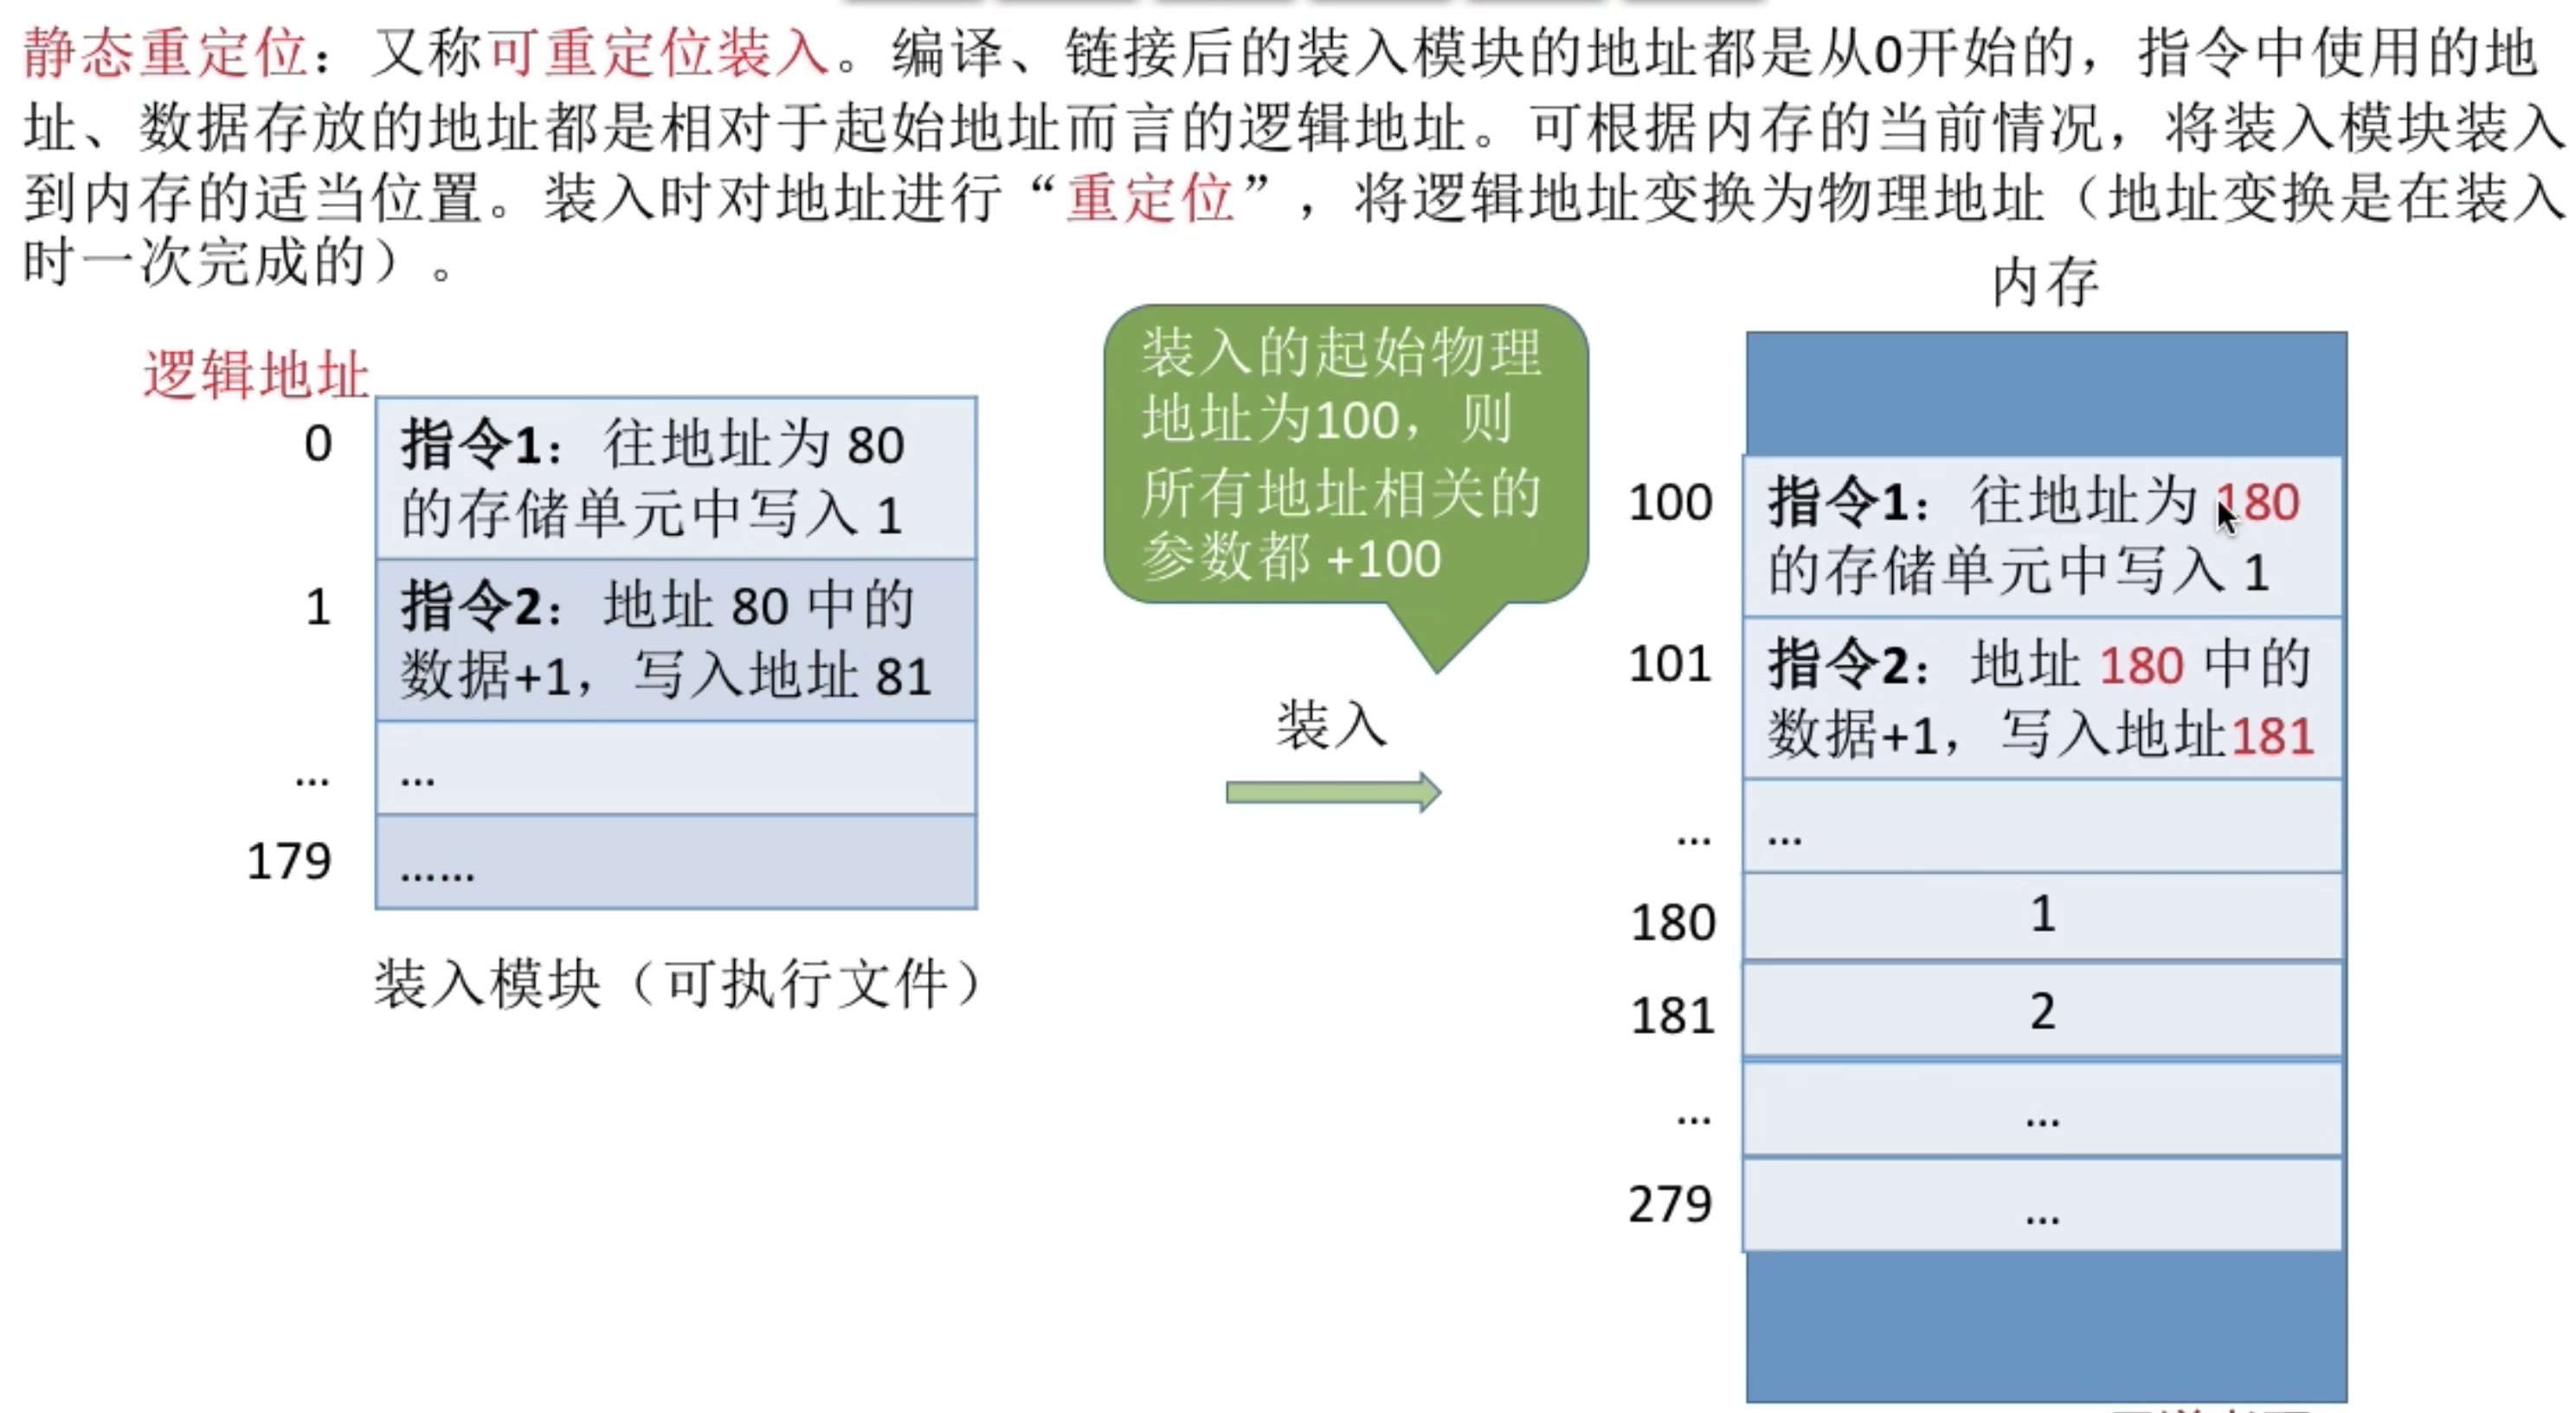 静态重定位：又称可重定位装入。编译、链接后的装入模块的地址都是从0开始的，指令中使用的地
址、数据存放的地址都是相对于起始地址而言的逻辑地址。可根据内存的当前情况，将装入模块装入
到内存的适当位置。装入时对地址进行“重定位”，将逻辑地址变换为物理地址（地址变换是在装入
时一次完成的）。
逻辑地址
0
指令1：往地址为 80
的存储单元中写入 1
1
指令2：地址 80 中的
数据+1，写入地址 81
...
...
179
......
装入模块（可执行文件）
装入的起始物理
地址为100，则
所有地址相关的
参数都 +100
装入
内存
100
指令1：往地址为 180
的存储单元中写入 1
101
指令2：地址 180 中的
数据+1，写入地址181
...
...
180
1
181
2
...
...
279
...